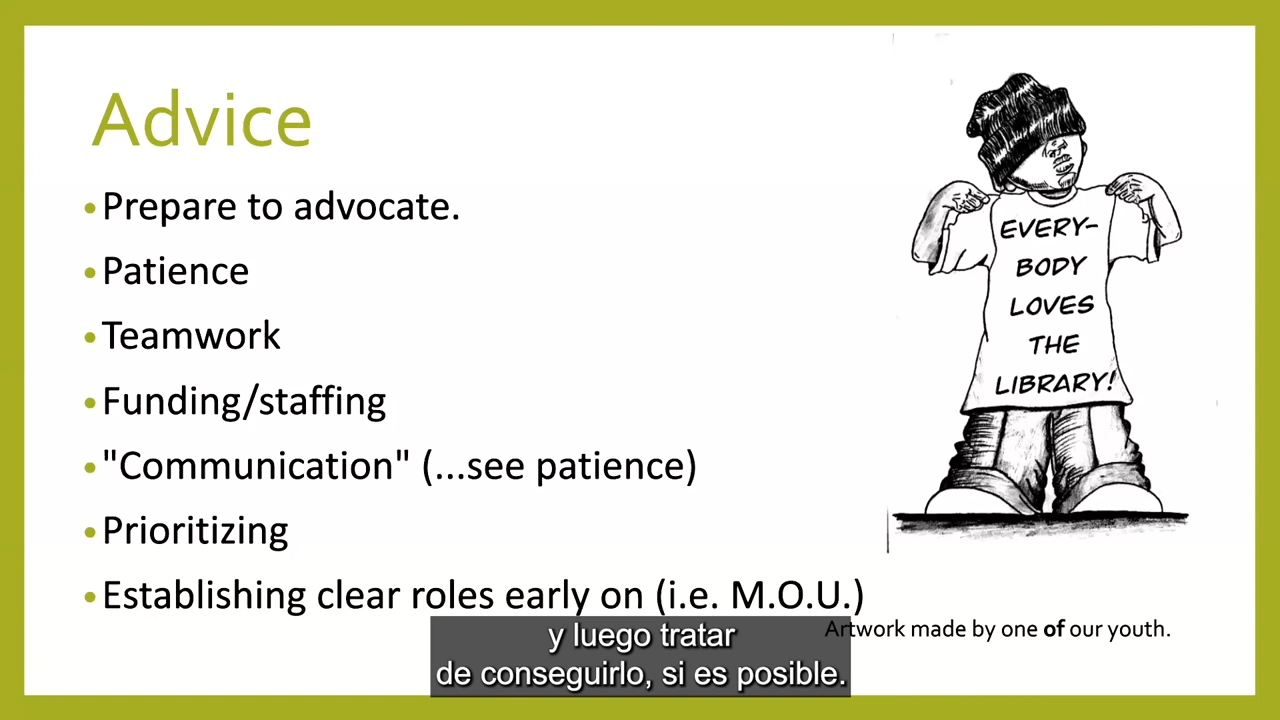 Advice
•Prepare to advocate.
•Patience
•Teamwork
•Funding/staffing
•"Communication" (...see patience)
•Prioritizing
•Establishing clear roles early on (i.e. M.O.U.)
EVERY-
BODY
LOVES
THE
LIBRARY!
Artwork made by one of our youth.
y luego tratar
de conseguirlo, si es posible.